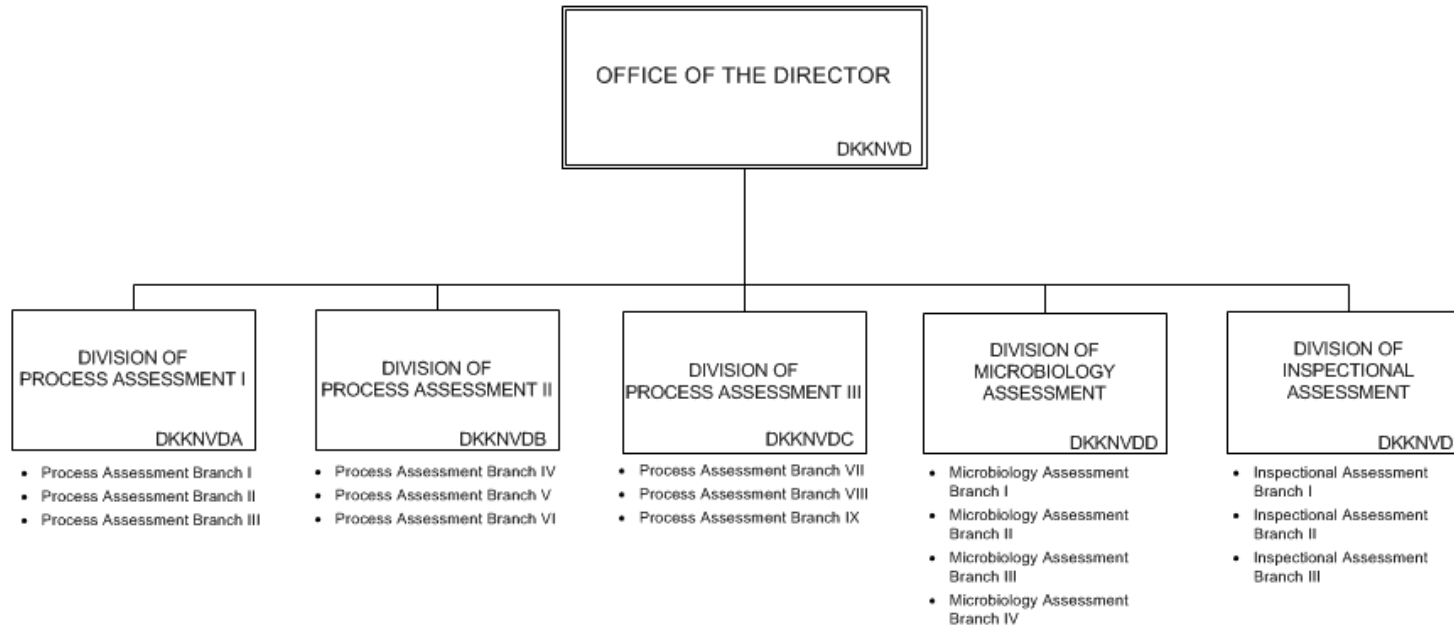 OFFICE OF THE DIRECTOR
DKKNVD
DIVISION OF
PROCESS ASSESSMENT I
DKKNVDA
• Process Assessment Branch I
• Process Assessment Branch II
• Process Assessment Branch III
DIVISION OF
PROCESS ASSESSMENT II
DKKNVDB
• Process Assessment Branch IV
• Process Assessment Branch V
• Process Assessment Branch VI
DIVISION OF
PROCESS ASSESSMENT III
DKKNVDC
• Process Assessment Branch VII
• Process Assessment Branch VIII
• Process Assessment Branch IX
DIVISION OF
MICROBIOLOGY
ASSESSMENT
DKKNVDD
• Microbiology Assessment
Branch I
• Microbiology Assessment
Branch II
• Microbiology Assessment
Branch III
• Microbiology Assessment
Branch IV
DIVISION OF
INSPECTIONAL
ASSESSMENT
DKKNVD
• Inspectional Assessment
Branch I
• Inspectional Assessment
Branch II
• Inspectional Assessment
Branch III